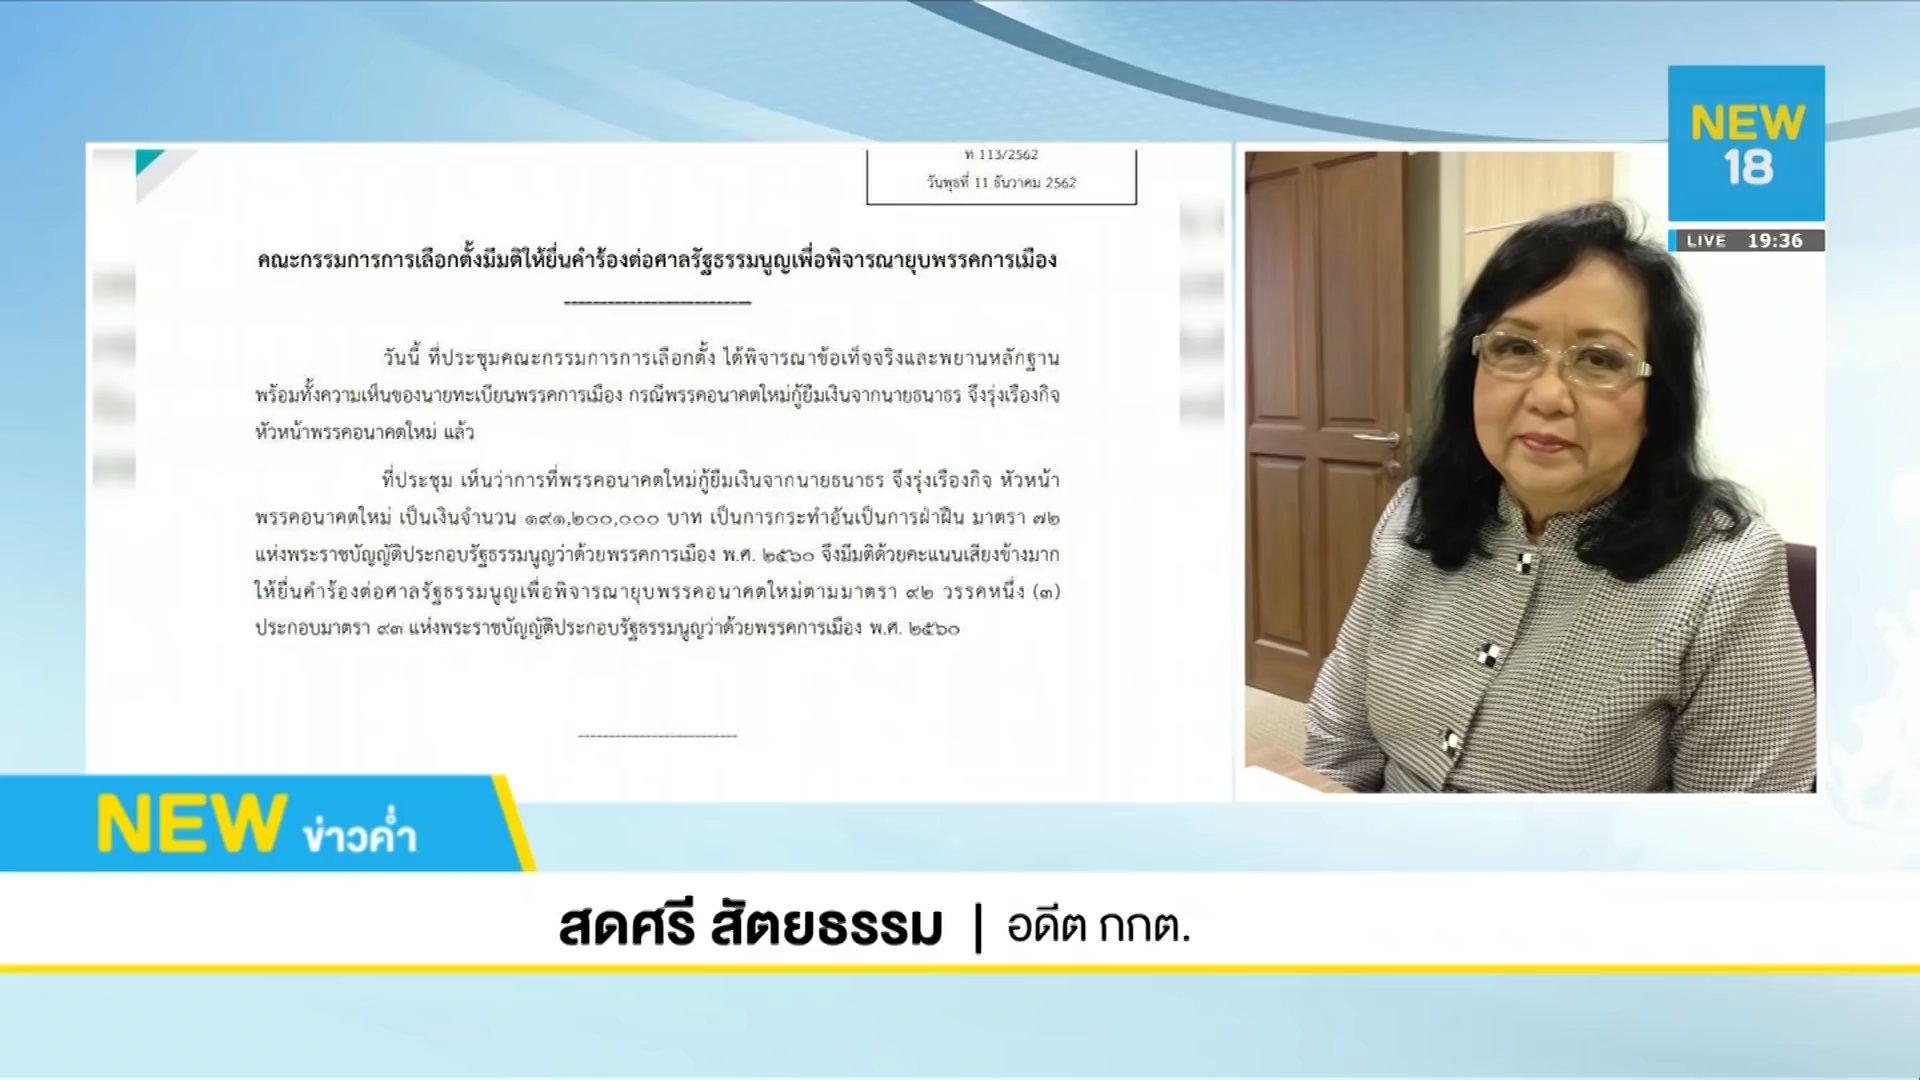 NEW
18
LIVE 19:36
ที่ 113/2562
วันพุธที่ 11 ธันวาคม 2562
คณะกรรมการการเลือกตั้งมีมติให้ยื่นคำร้องต่อศาลรัฐธรรมนูญเพื่อพิจารณายุบพรรคการเมือง
วันนี้ ที่ประชุมคณะกรรมการการเลือกตั้ง ได้พิจารณาข้อเท็จจริงและพยานหลักฐาน
พร้อมทั้งความเห็นของนายทะเบียนพรรคการเมือง กรณีพรรคอนาคตใหม่กู้ยืมเงินจากนายธนาธร จึงรุ่งเรืองกิจ
หัวหน้าพรรคอนาคตใหม่ แล้ว
ที่ประชุม เห็นว่าการที่พรรคอนาคตใหม่กู้ยืมเงินจากนายธนาธร จึงรุ่งเรืองกิจ หัวหน้า
พรรคอนาคตใหม่ เป็นเงินจำนวน ๑๙๑,๒๐๐,๐๐๐ บาท เป็นการกระทำอันเป็นการฝ่าฝืน มาตรา ๗๒
แห่งพระราชบัญญัติประกอบรัฐธรรมนูญว่าด้วยพรรคการเมือง พ.ศ. ๒๕๖๐ จึงมีมติด้วยคะแนนเสียงข้างมาก
ให้ยื่นคำร้องต่อศาลรัฐธรรมนูญเพื่อพิจารณายุบพรรคอนาคตใหม่ตามมาตรา ๙๒ วรรคหนึ่ง (๓)
ประกอบมาตรา ๙๓ แห่งพระราชบัญญัติประกอบรัฐธรรมนูญว่าด้วยพรรคการเมือง พ.ศ. ๒๕๖๐
NEW ข่าวค่ำ
สดศรี สัตยธรรม | อดีต กกต.